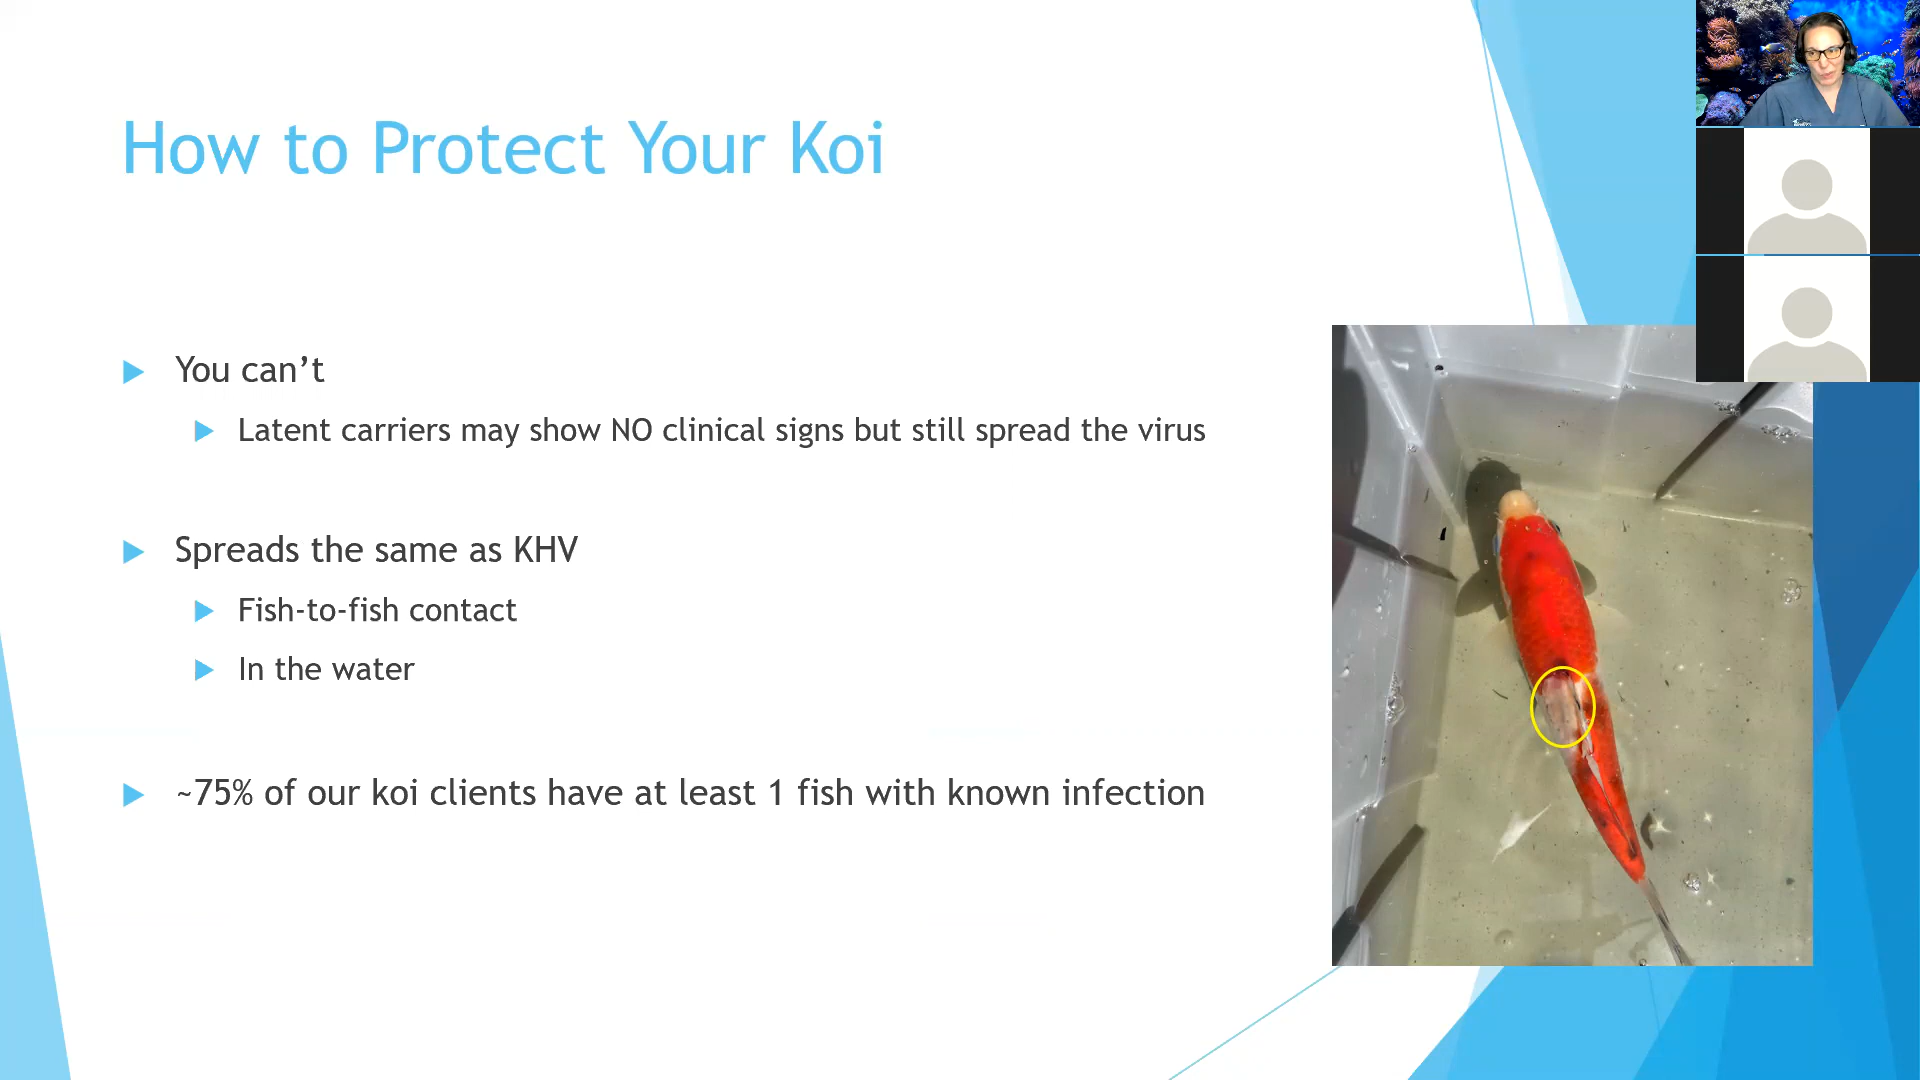 How to Protect Your Koi
You can’t
Latent carriers may show NO clinical signs but still spread the virus
Spreads the same as KHV
Fish-to-fish contact
In the water
~75% of our koi clients have at least 1 fish with known infection